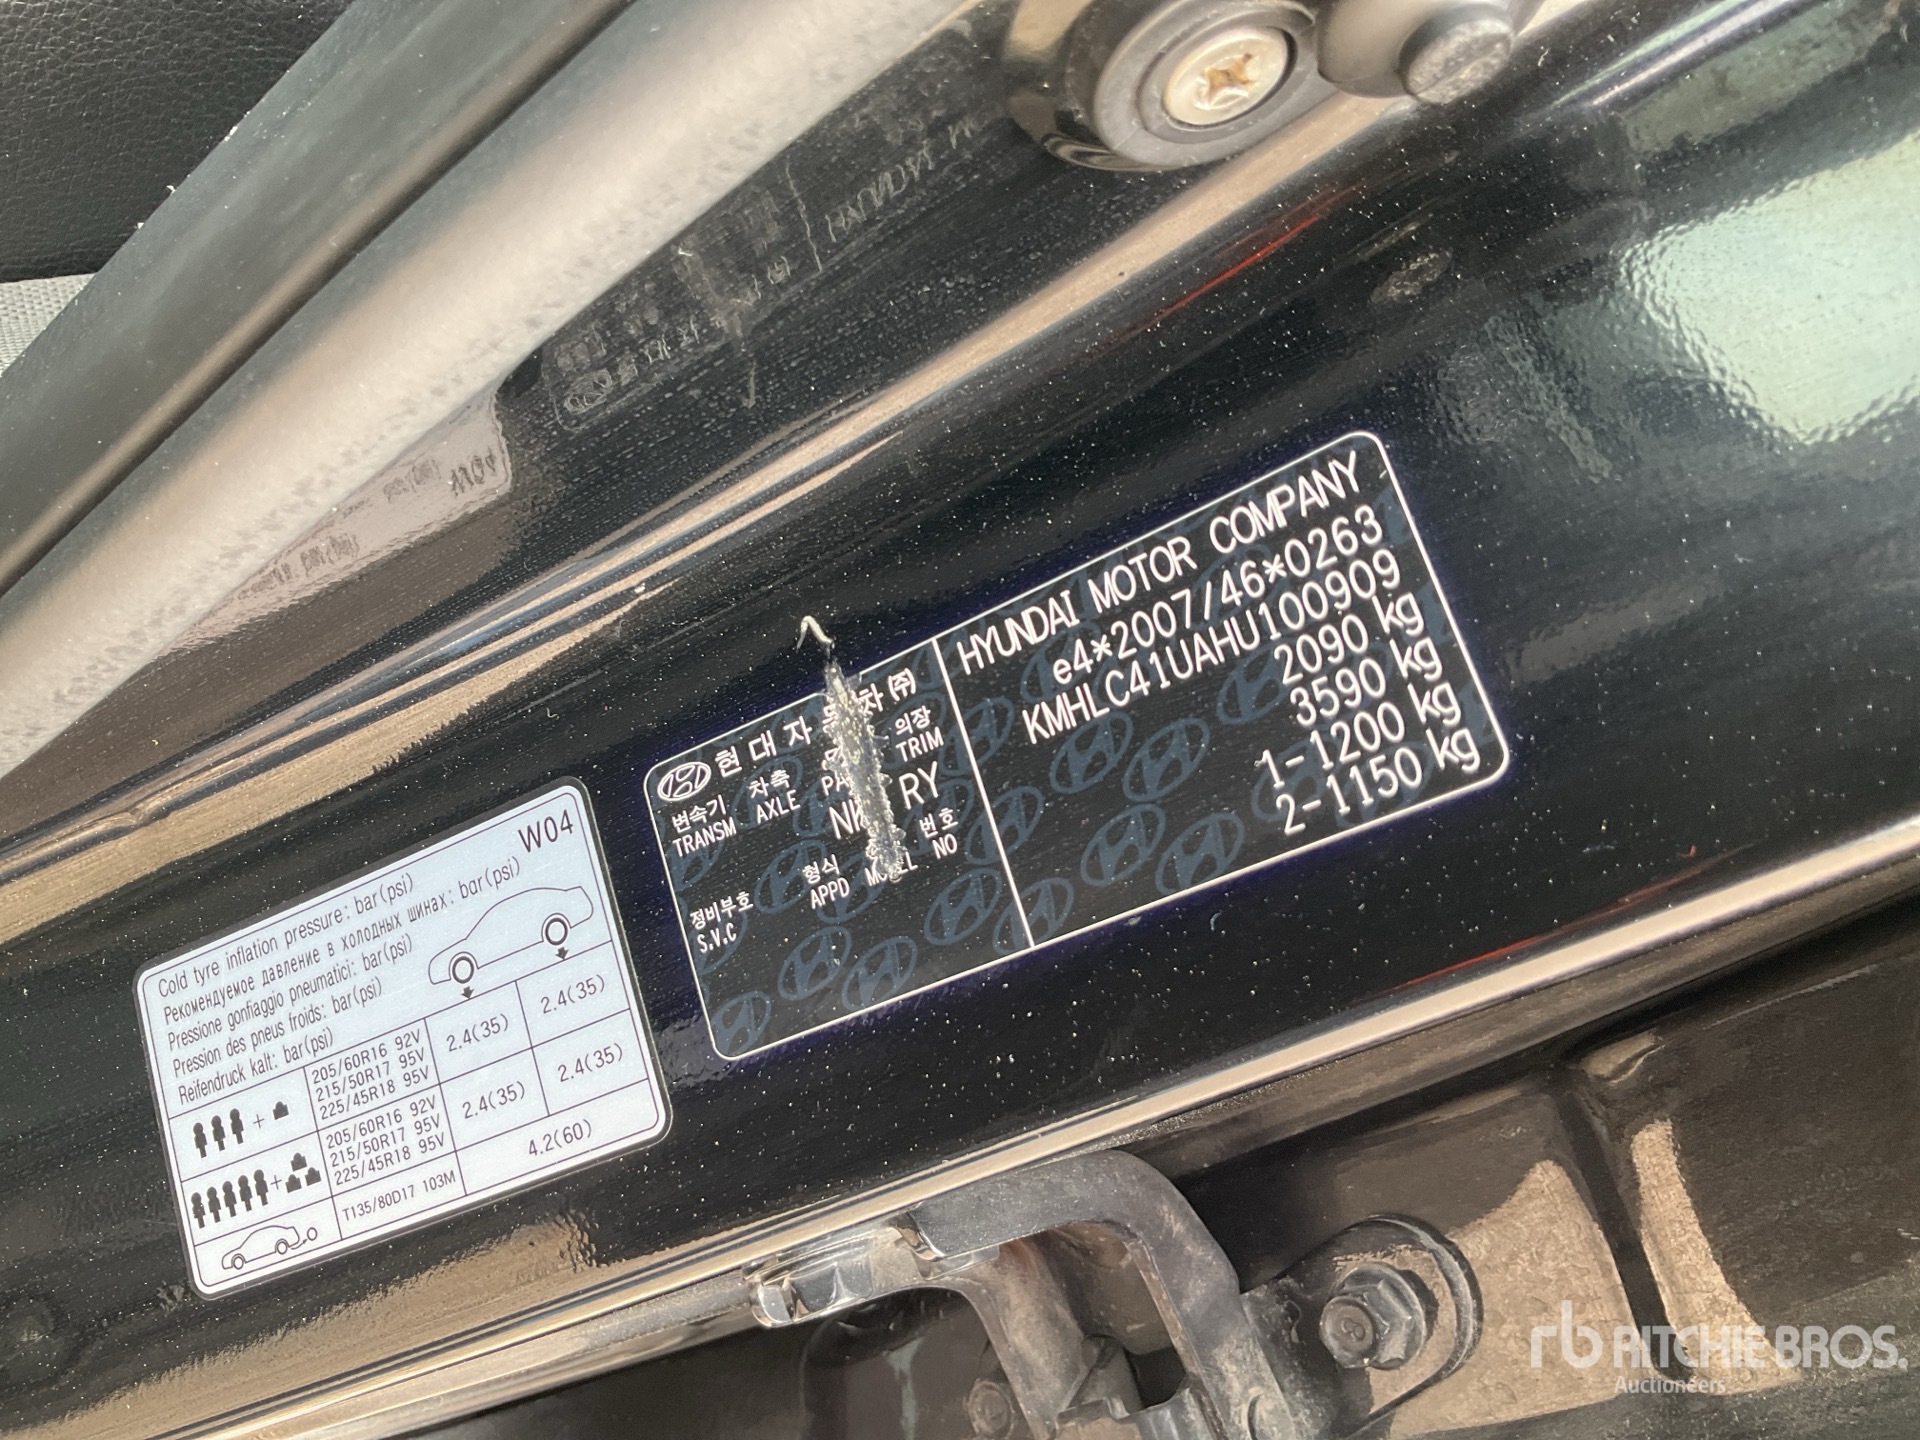 W04
Cold tyre inflation pressure: bar(psi)
Рекомендуемое давление в холодных шинах: bar(psi)
Pressione gonfiaggio pneumatici: bar(psi)
Pression des pneus froids: bar(psi)
Reifendruck kalt: bar(psi)
205/60R16 92V
215/50R17 95V
225/45R18 95V
2.4(35) 2.4(35)
205/60R16 92V
215/50R17 95V
225/45R18 95V
2.4(35) 2.4(35)
T135/80D17 103M 4.2(60)
현대자동차(주)
변속기 차축 의장
TRANSM AXLE TRIM
RY
형식 번호
APPD MODEL NO
정비부호
S.V.C
HYUNDAI MOTOR COMPANY
e4*2007/46*0263
KMHLC41UAHU100909
2090 kg
3590 kg
1-1200 kg
2-1150 kg
rb RITCHIE BROS.
Auctioneers